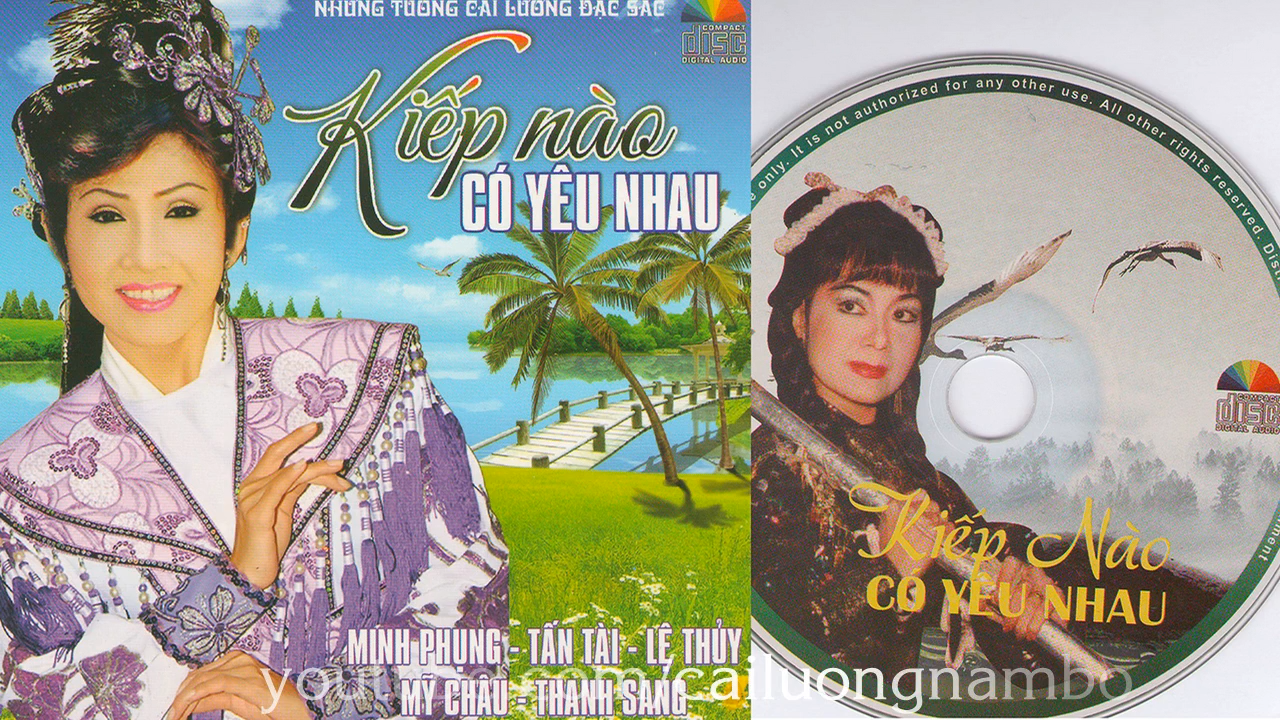 NHỮNG TUỒNG CẢI LƯƠNG ĐẶC SẮC
COMPACT
disc
DIGITAL AUDIO
Kiếp nào
CÓ YÊU NHAU
MINH PHỤNG - TẤN TÀI - LỆ THỦY
MỸ CHÂU - THANH SANG
only. It is not authorized for any other use. All other rights reserved.
COMPACT
disc
DIGITAL AUDIO
Kiếp Nào
CÓ YÊU NHAU
youtube.com/cailuongnambo